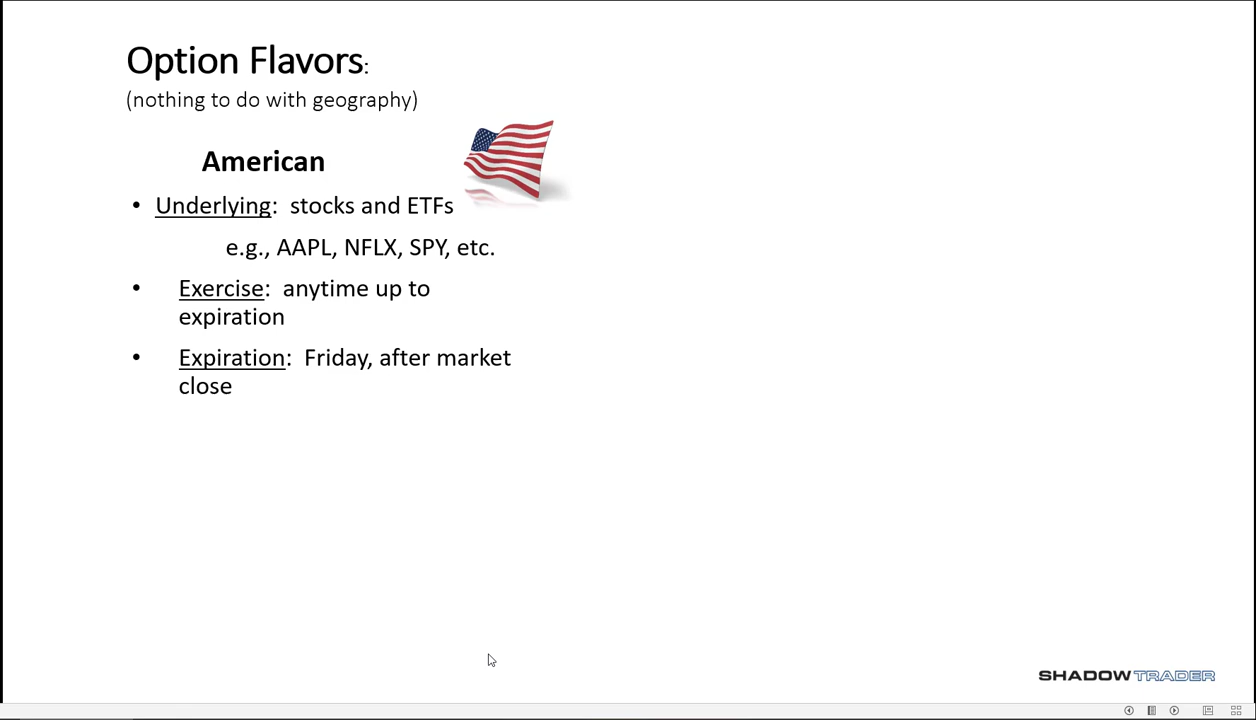 Option Flavors:
(nothing to do with geography)
American
• Underlying: stocks and ETFs
e.g., AAPL, NFLX, SPY, etc.
• Exercise: anytime up to
expiration
• Expiration: Friday, after market
close
SHADOWTRADER